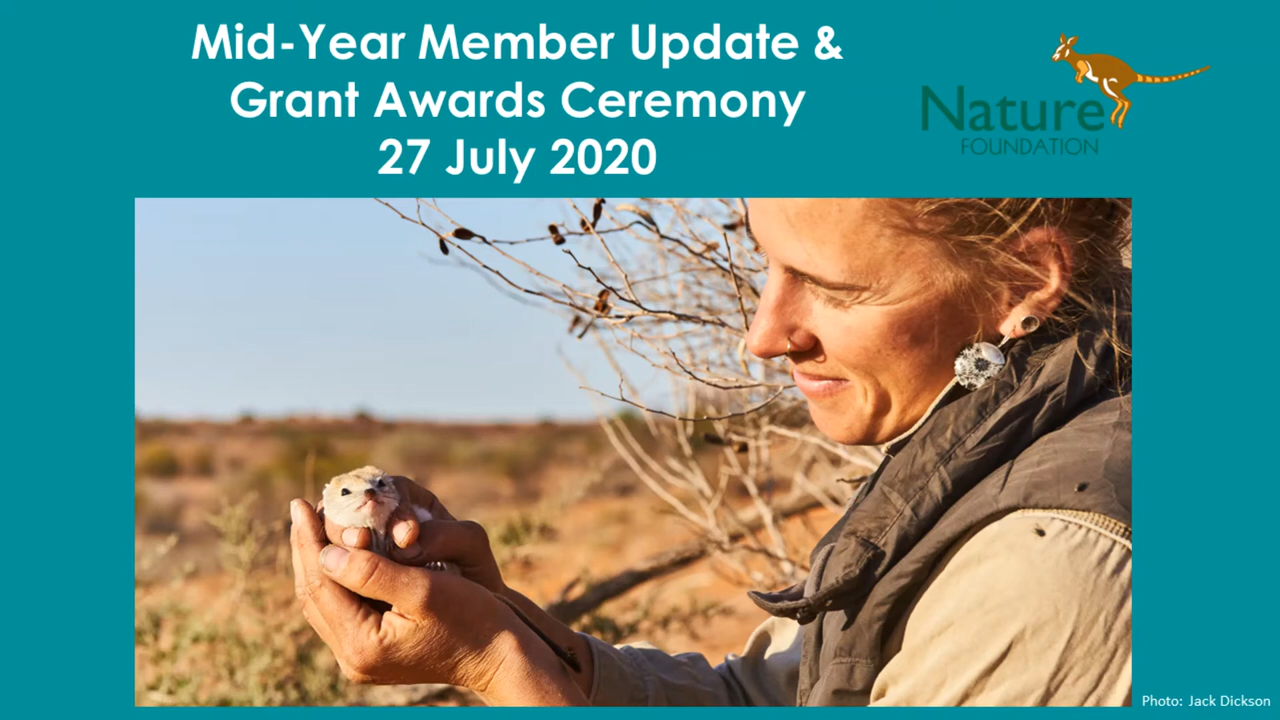 Mid-Year Member Update &
Grant Awards Ceremony
27 July 2020
Nature
FOUNDATION
Photo: Jack Dickson